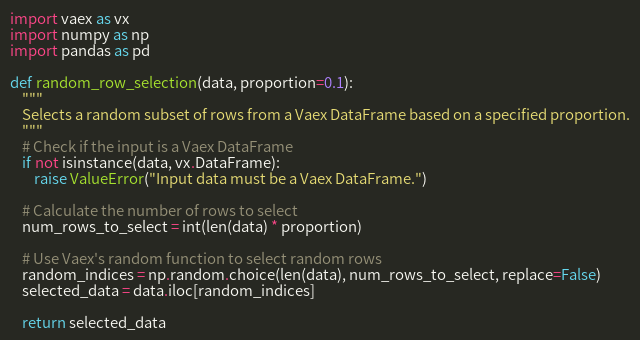 import vaex as vx
import numpy as np
import pandas as pd
def random_row_selection(data, proportion=0.1):
"""
Selects a random subset of rows from a Vaex DataFrame based on a specified proportion.
"""
# Check if the input is a Vaex DataFrame
if not isinstance(data, vx.DataFrame):
raise ValueError("Input data must be a Vaex DataFrame.")
# Calculate the number of rows to select
num_rows_to_select = int(len(data) * proportion)
# Use Vaex's random function to select random rows
random_indices = np.random.choice(len(data), num_rows_to_select, replace=False)
selected_data = data.iloc[random_indices]
return selected_data